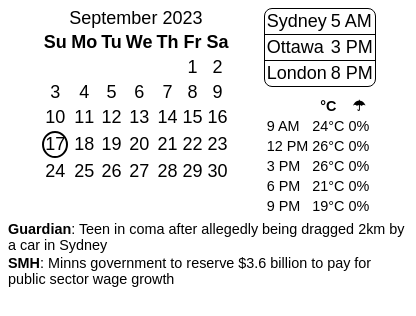 September 2023
Su Mo Tu We Th Fr Sa
1 2
3 4 5 6 7 8 9
10 11 12 13 14 15 16
17 18 19 20 21 22 23
24 25 26 27 28 29 30
Sydney 5 AM
Ottawa 3 PM
London 8 PM
°C ☂
9 AM 24°C 0%
12 PM 26°C 0%
3 PM 26°C 0%
6 PM 21°C 0%
9 PM 19°C 0%
Guardian: Teen in coma after allegedly being dragged 2km by
a car in Sydney
SMH: Minns government to reserve $3.6 billion to pay for
public sector wage growth